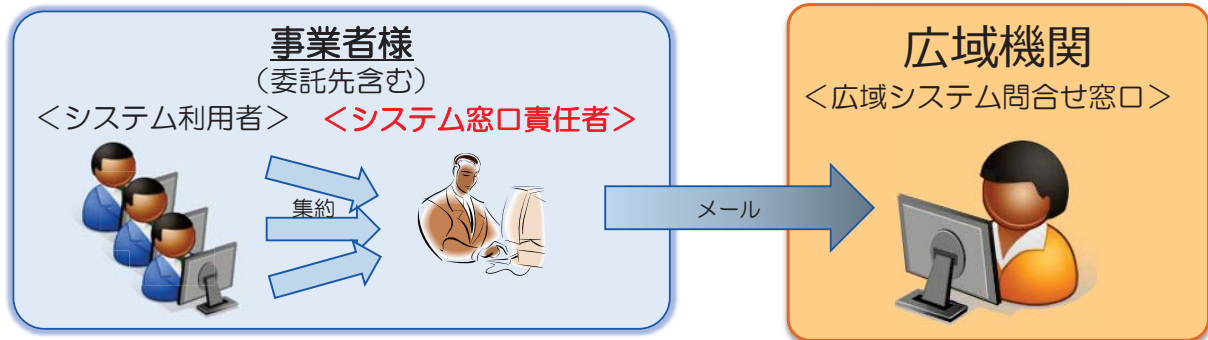 事業者様
（委託先含む）
＜システム利用者＞
＜システム窓口責任者＞
集約
メール
広域機関
＜広域システム問合せ窓口＞